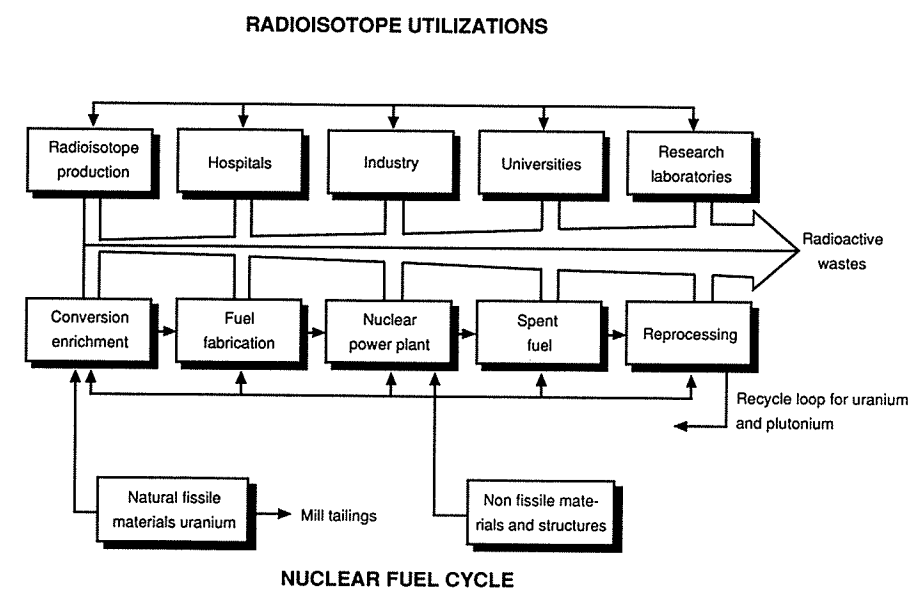 RADIOISOTOPE UTILIZATIONS
Radioisotope
production
Hospitals
Industry
Universities
Research
laboratories
Radioactive
wastes
Conversion
enrichment
Fuel
fabrication
Nuclear
power plant
Spent
fuel
Reprocessing
Recycle loop for uranium
and plutonium
Natural fissile
materials uranium
Mill tailings
Non fissile mate-
rials and structures
NUCLEAR FUEL CYCLE